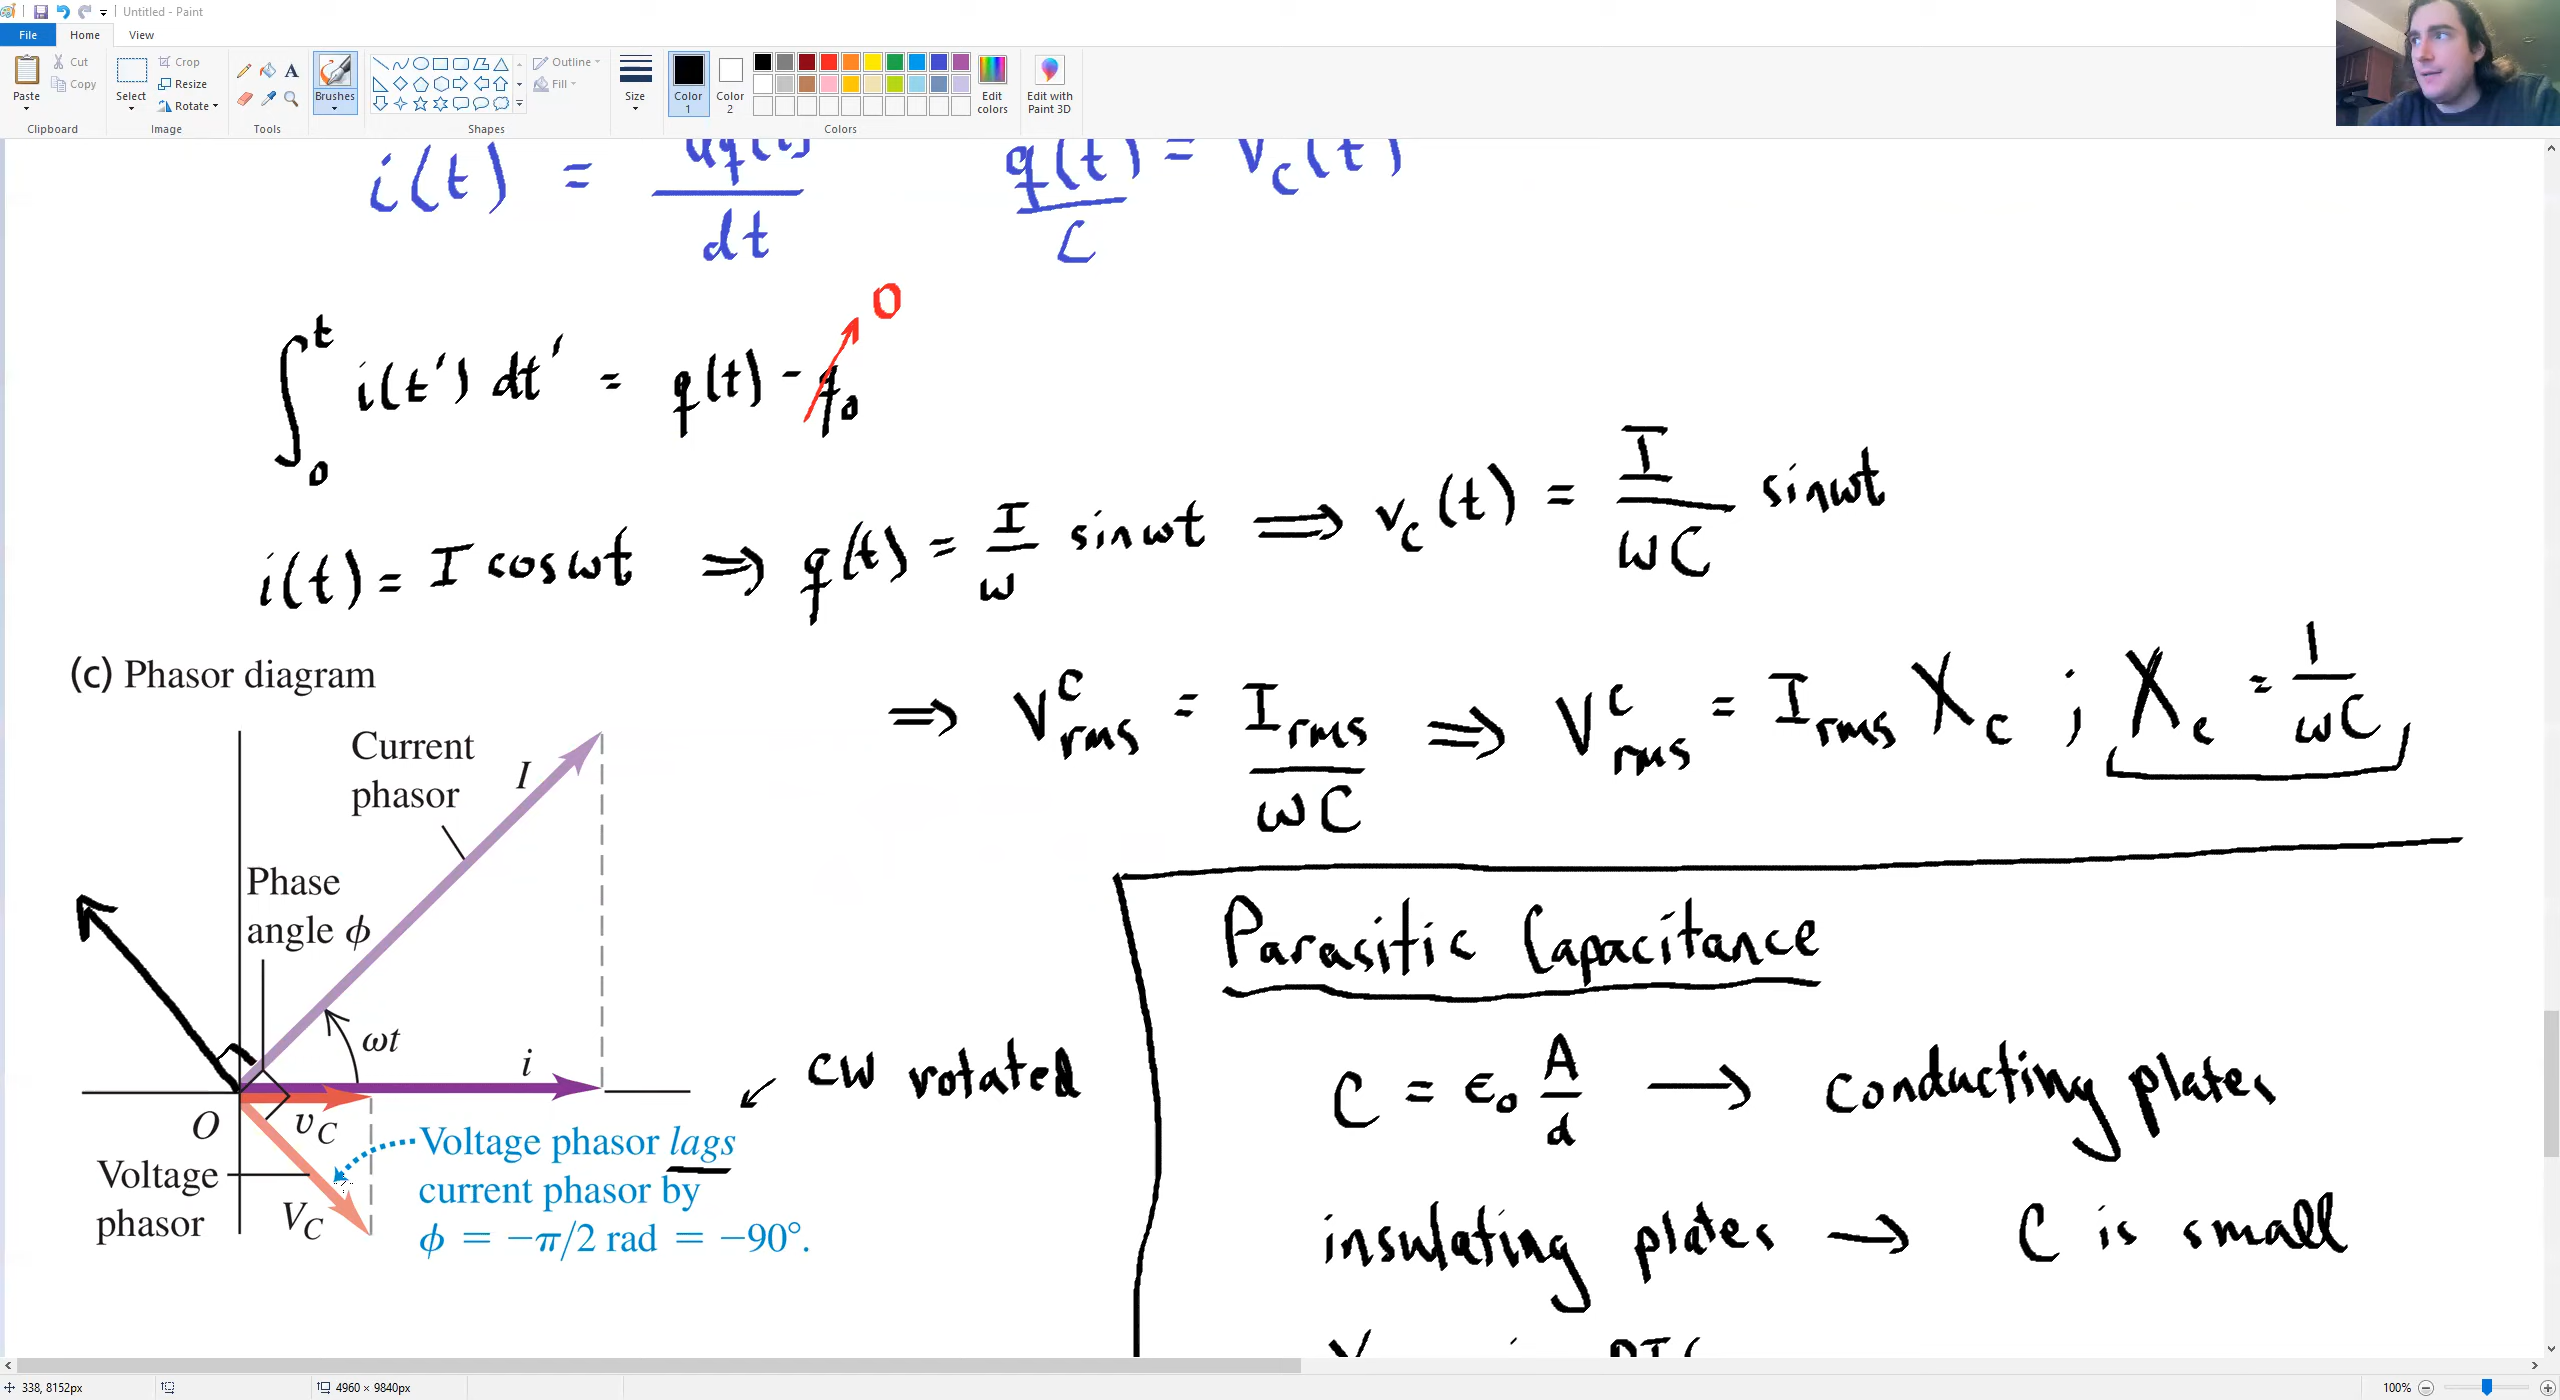 Untitled - Paint
File Home View
Paste Cut Copy Clipboard
Select Crop Resize Rotate Image
Tools
Brushes
Outline Fill Shapes
Size
Color 1 Color 2 Edit colors Colors
Edit with Paint 3D
i(t) = dq(t)/dt q(t)/C = v_c(t)
∫_0^t i(t') dt' = q(t) - q_0 0
i(t) = I cos ωt ⇒ q(t) = I/ω sin ωt ⟹ v_c(t) = I/ωC sin ωt
(c) Phasor diagram
⇒ V^c_rms = I_rms/ωC ⇒ V^c_rms = I_rms X_c ; X_c = 1/ωC
Current phasor
I
Phase angle ϕ
ωt
i
O
υ_C
Voltage phasor
V_C
CW rotated
Voltage phasor lags
current phasor by
ϕ = −π/2 rad = −90°.
Parasitic Capacitance
C = ϵ_0 A/d → conducting plates
insulating plates → C is small
338, 8152px 4960 × 9840px 100%